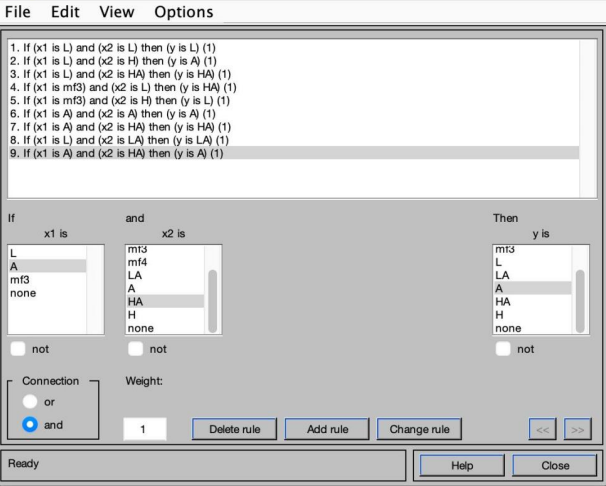 File Edit View Options
1. If (x1 is L) and (x2 is L) then (y is L) (1)
2. If (x1 is L) and (x2 is H) then (y is A) (1)
3. If (x1 is L) and (x2 is HA) then (y is HA) (1)
4. If (x1 is mf3) and (x2 is L) then (y is HA) (1)
5. If (x1 is mf3) and (x2 is H) then (y is L) (1)
6. If (x1 is A) and (x2 is A) then (y is A) (1)
7. If (x1 is A) and (x2 is HA) then (y is HA) (1)
8. If (x1 is L) and (x2 is LA) then (y is LA) (1)
9. If (x1 is A) and (x2 is HA) then (y is A) (1)
If and Then
x1 is x2 is y is
L
A
mf3
none
mf3
mf4
LA
A
HA
H
none
mf3
L
LA
A
HA
H
none
not not not
Connection Weight:
or
and 1 Delete rule Add rule Change rule << >>
Ready Help Close